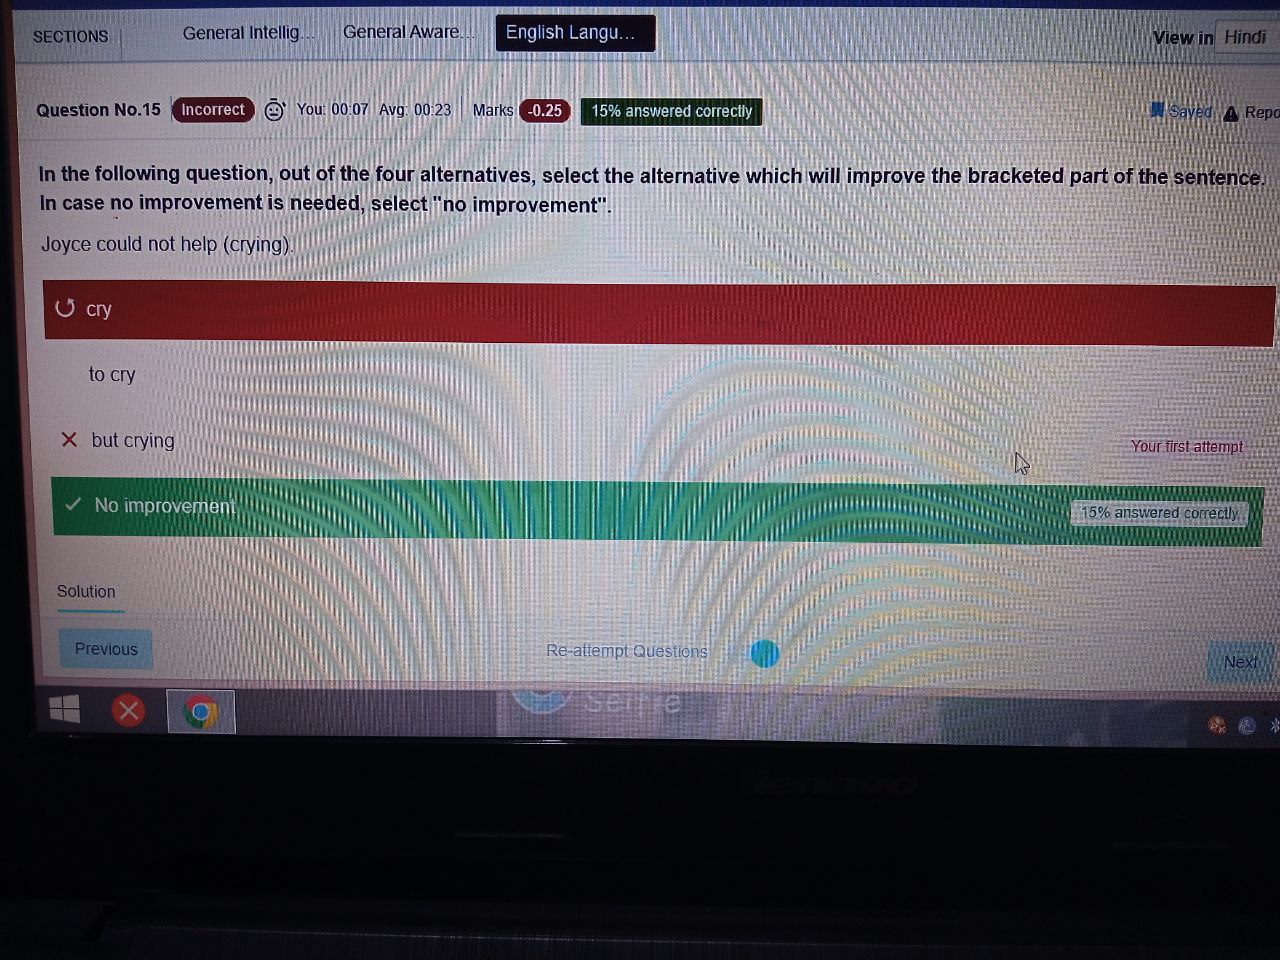 SECTIONS General Intellig... General Aware... English Langu... View in Hindi
Question No.15 Incorrect You: 00:07 Avg: 00:23 Marks -0.25 15% answered correctly Saved Repo
In the following question, out of the four alternatives, select the alternative which will improve the bracketed part of the sentence.
In case no improvement is needed, select "no improvement".
Joyce could not help (crying).
cry
to cry
but crying Your first attempt
No improvement 15% answered correctly
Solution
Previous Re-attempt Questions Next
lenovo